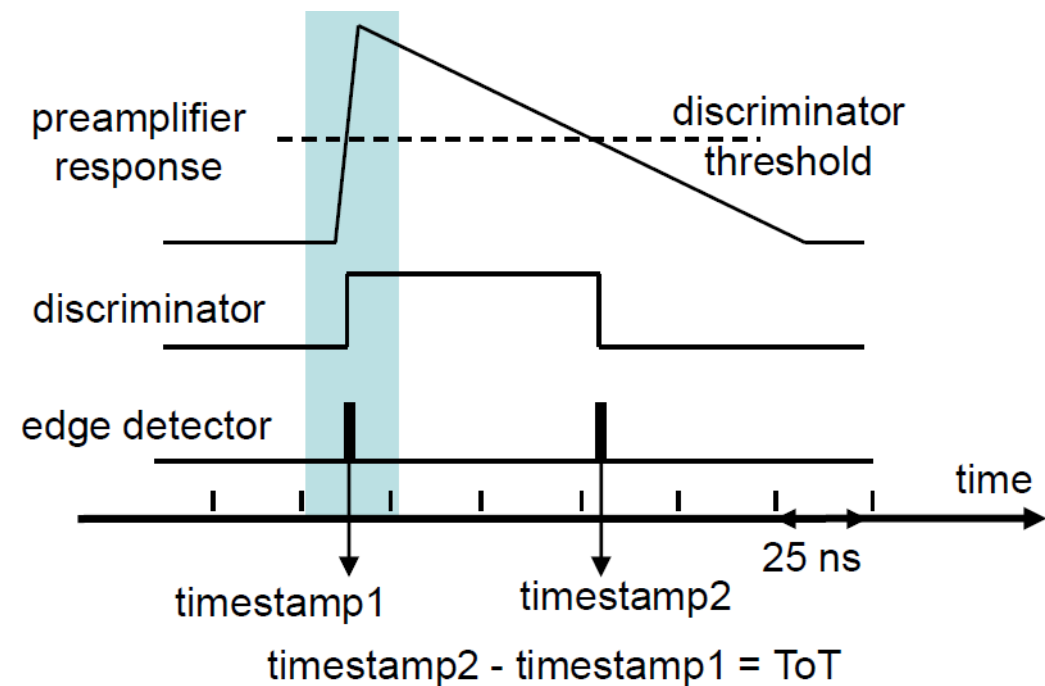 preamplifier
response
discriminator
threshold
discriminator
edge detector
time
25 ns
timestamp1
timestamp2
timestamp2 - timestamp1 = ToT